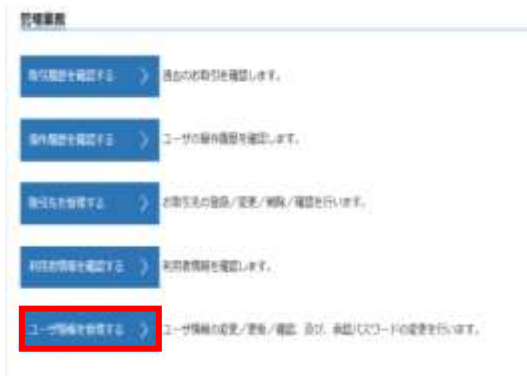 管理業務
取引履歴を確認する
過去のお取引を確認します。
操作履歴を確認する
ユーザの操作履歴を確認します。
取引先を管理する
お取引先の登録／変更／削除／確認を行います。
利用者情報を確認する
利用者情報を確認します。
ユーザ情報を管理する
ユーザ情報の変更／更新／確認、及び、承認パスワードの変更を行います。